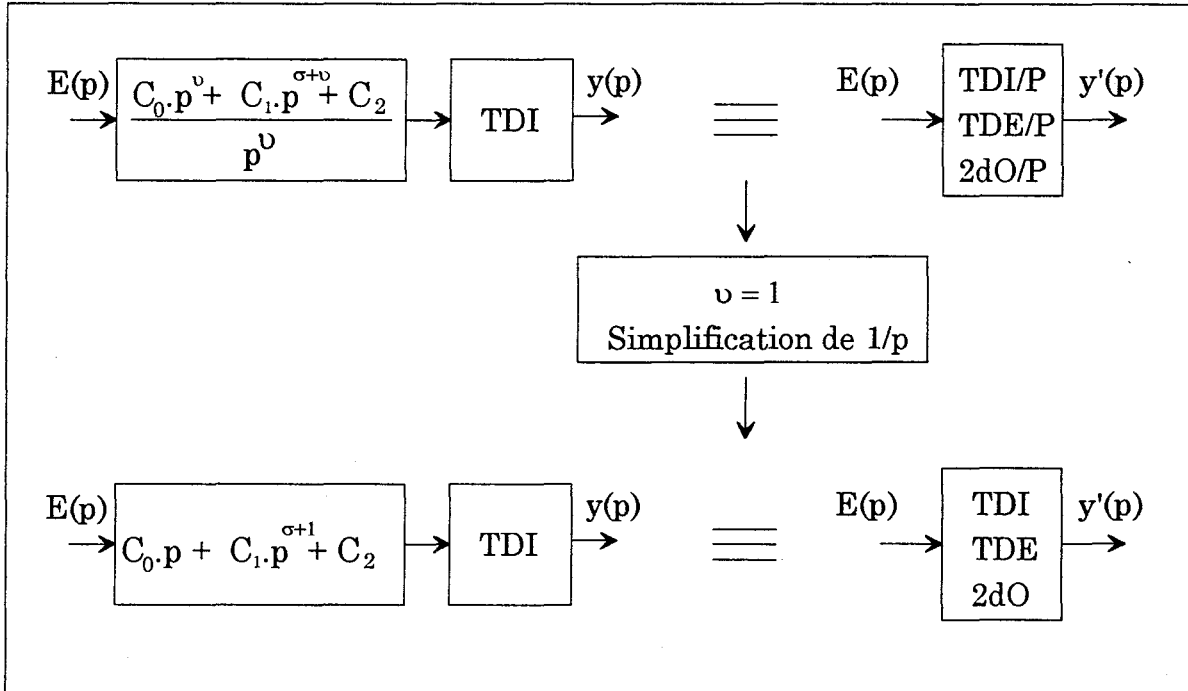 E(p) C₀.p^υ + C₁.p^(σ+υ) + C₂ TDI y(p) E(p) TDI/P y'(p)
p^υ TDE/P
2dO/P
υ = 1
Simplification de 1/p
E(p) C₀.p + C₁.p^(σ+1) + C₂ TDI y(p) E(p) TDI y'(p)
TDE
2dO